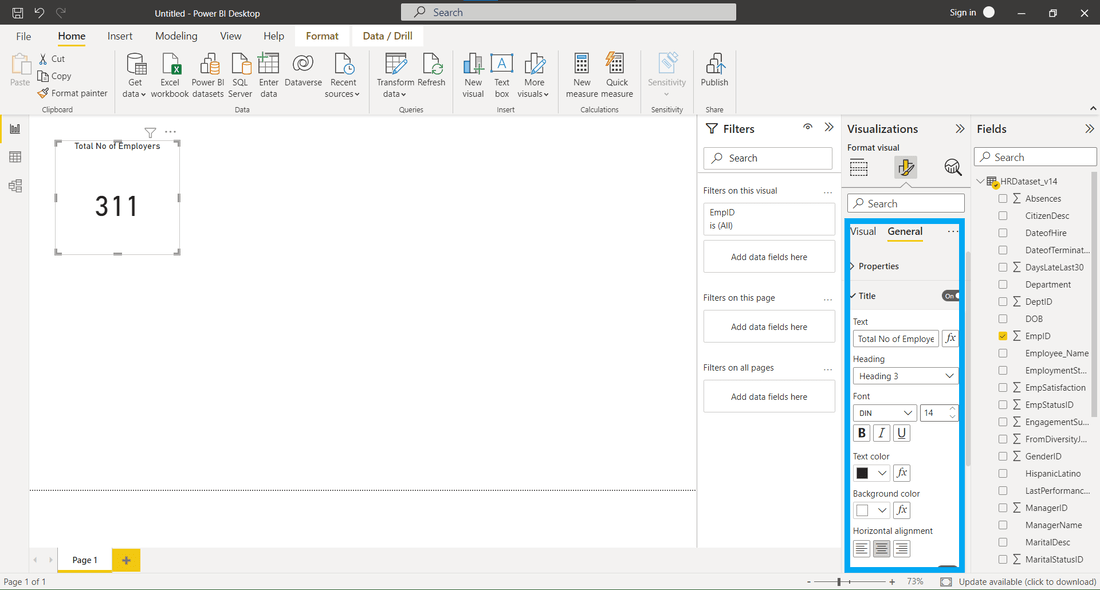 Untitled - Power BI Desktop
Search
Sign in
File
Home
Insert
Modeling
View
Help
Format
Data / Drill
Paste
Cut
Copy
Format painter
Clipboard
Get data
Excel workbook
Power BI datasets
SQL Server
Enter data
Dataverse
Recent sources
Data
Transform data
Refresh
Queries
New visual
Text box
More visuals
Insert
New measure
Quick measure
Calculations
Sensitivity
Sensitivity
Publish
Share
Total No of Employers
311
Filters
Search
Filters on this visual
EmpID
is (All)
Add data fields here
Filters on this page
Add data fields here
Filters on all pages
Add data fields here
Visualizations
Format visual
Search
Visual
General
Properties
Title
On
Text
Total No of Employe
fx
Heading
Heading 3
Font
DIN
14
B
I
U
Text color
fx
Background color
fx
Horizontal alignment
Fields
Search
HRDataset_v14
Absences
CitizenDesc
DateofHire
DateofTerminat...
DaysLateLast30
Department
DeptID
DOB
EmpID
Employee_Name
EmploymentSt...
EmpSatisfaction
EmpStatusID
EngagementSu...
FromDiversityJ...
GenderID
HispanicLatino
LastPerformanc...
ManagerID
ManagerName
MaritalDesc
MaritalStatusID
Page 1
Page 1 of 1
- + 73%
Update available (click to download)